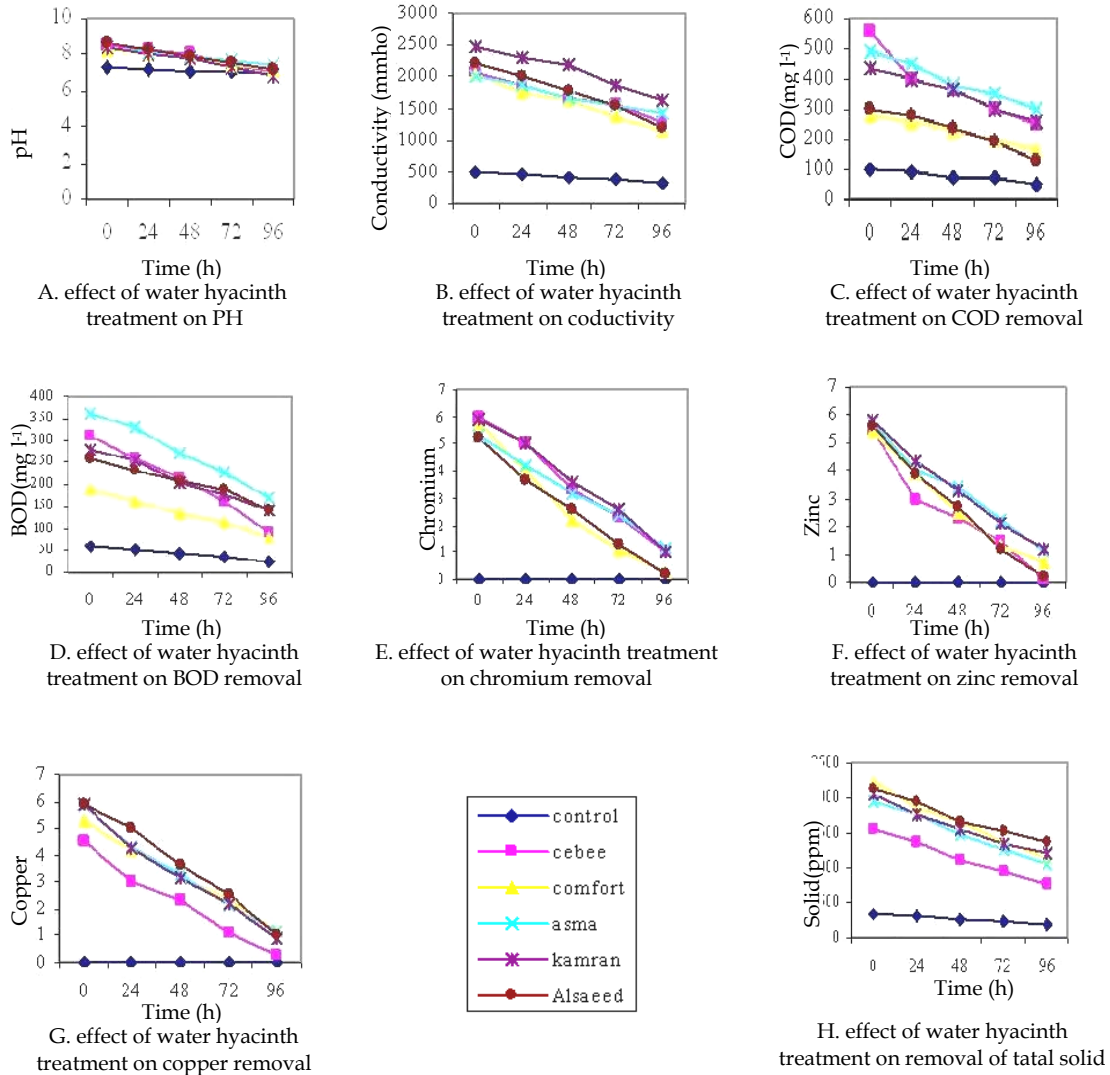 10
8
6
4
2
0
pH
0 24 48 72 96
Time (h)
A. effect of water hyacinth
treatment on PH
3000
2500
2000
1500
1000
500
0
Conductivity (mmho)
0 24 48 72 96
Time (h)
B. effect of water hyacinth
treatment on coductivity
600
500
400
300
200
100
0
COD(mg l-1)
0 24 48 72 96
Time (h)
C. effect of water hyacinth
treatment on COD removal
400
350
300
250
200
150
100
50
0
BOD(mg l-1)
0 24 48 72 96
Time (h)
D. effect of water hyacinth
treatment on BOD removal
7
6
5
4
3
2
1
0
Chromium
0 24 48 72 96
Time (h)
E. effect of water hyacinth treatment
on chromium removal
7
6
5
4
3
2
1
0
Zinc
0 24 48 72 96
Time (h)
F. effect of water hyacinth
treatment on zinc removal
7
6
5
4
3
2
1
0
Copper
0 24 48 72 96
Time (h)
G. effect of water hyacinth
treatment on copper removal
control
cebee
comfort
asma
kamran
Alsaeed
0
Solid(ppm)
0 24 48 72 96
Time (h)
H. effect of water hyacinth
treatment on removal of tatal solid